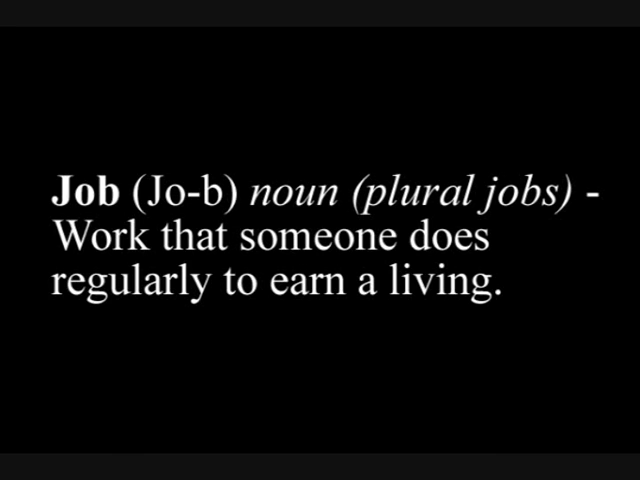 Job (Jo-b) noun (plural jobs) -
Work that someone does
regularly to earn a living.